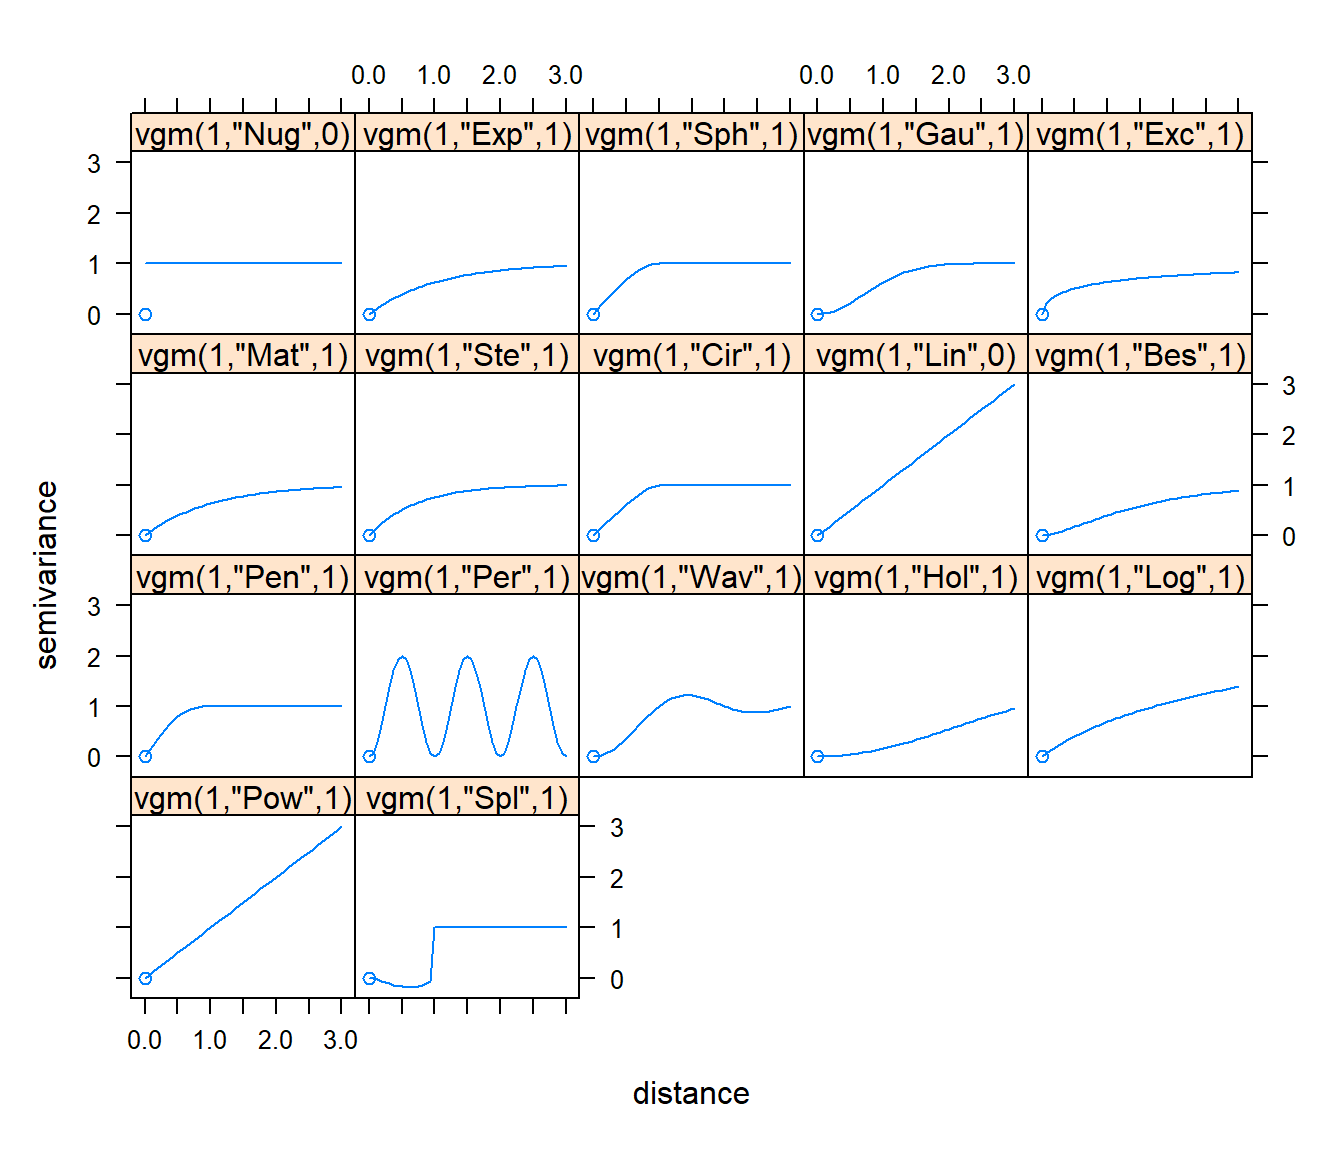 0.0 1.0 2.0 3.0 0.0 1.0 2.0 3.0
vgm(1,"Nug",0) vgm(1,"Exp",1) vgm(1,"Sph",1) vgm(1,"Gau",1) vgm(1,"Exc",1)
3
2
1
0
vgm(1,"Mat",1) vgm(1,"Ste",1) vgm(1,"Cir",1) vgm(1,"Lin",0) vgm(1,"Bes",1)
3
2
1
0
semivariance
vgm(1,"Pen",1) vgm(1,"Per",1) vgm(1,"Wav",1) vgm(1,"Hol",1) vgm(1,"Log",1)
3
2
1
0
vgm(1,"Pow",1) vgm(1,"Spl",1)
3
2
1
0
0.0 1.0 2.0 3.0
distance